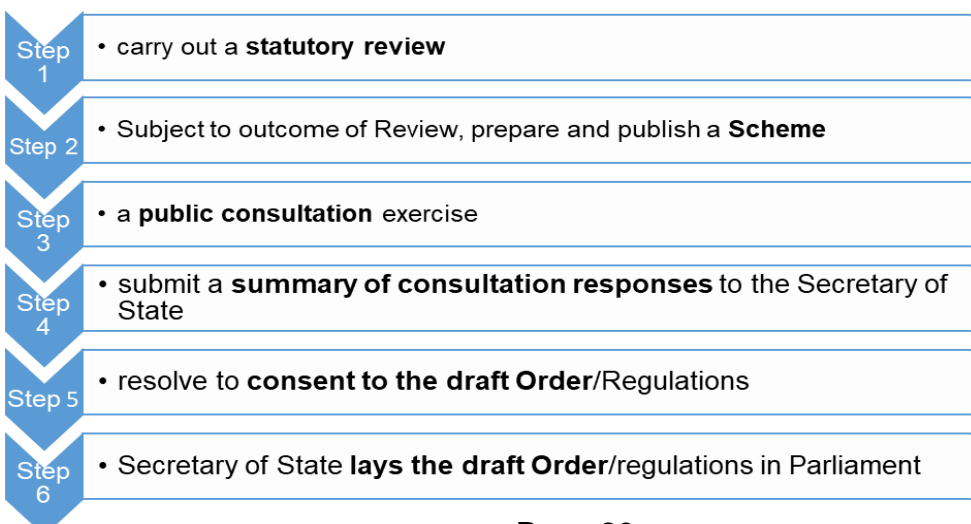 Step
1
• carry out a statutory review
Step 2
• Subject to outcome of Review, prepare and publish a Scheme
Step
3
• a public consultation exercise
Step
4
• submit a summary of consultation responses to the Secretary of
State
Step 5
• resolve to consent to the draft Order/Regulations
Step
6
• Secretary of State lays the draft Order/regulations in Parliament